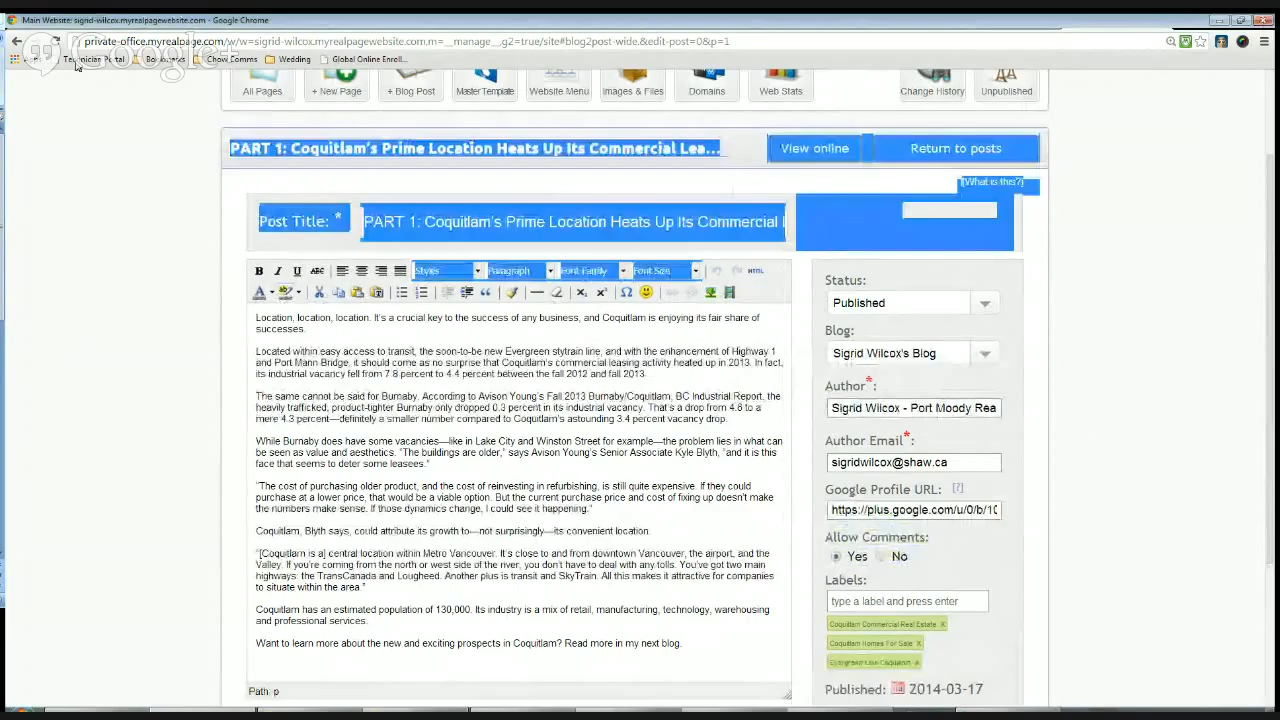 Main Website: sigrid-wilcox.myrealpagewebsite.com - Google Chrome
private-office.myrealpage.com/w/w=sigrid-wilcox.myrealpagewebsite.com,m=__manage__,g2=true/site#blog2post-wide,&edit-post=0&p=1
Google+
Apps Technician Portal Bookmarks Chow Comms Wedding Global Online Enroll...
All Pages + New Page + Blog Post Master Template Website Menu Images & Files Domains Web Stats Change History Unpublished
PART 1: Coquitlam's Prime Location Heats Up Its Commercial Lea... View online Return to posts
[What is this?]
Post Title: * PART 1: Coquitlam's Prime Location Heats Up Its Commercial
B I U ABC Styles Paragraph Font Family Font Size HTML
Location, location, location. It's a crucial key to the success of any business, and Coquitlam is enjoying its fair share of
successes.
Located within easy access to transit, the soon-to-be new Evergreen stytrain line, and with the enhancement of Highway 1
and Port Mann Bridge, it should come as no surprise that Coquitlam's commercial leasing activity heated up in 2013. In fact,
its industrial vacancy fell from 7.8 percent to 4.4 percent between the fall 2012 and fall 2013.
The same cannot be said for Burnaby. According to Avison Young's Fall 2013 Burnaby/Coquitlam, BC Industrial Report, the
heavily trafficked, product-tighter Burnaby only dropped 0.3 percent in its industrial vacancy. That's a drop from 4.6 to a
mere 4.3 percent—definitely a smaller number compared to Coquitlam's astounding 3.4 percent vacancy drop.
While Burnaby does have some vacancies—like in Lake City and Winston Street for example—the problem lies in what can
be seen as value and aesthetics. "The buildings are older," says Avison Young's Senior Associate Kyle Blyth, "and it is this
face that seems to deter some leasees."
"The cost of purchasing older product, and the cost of reinvesting in refurbishing, is still quite expensive. If they could
purchase at a lower price, that would be a viable option. But the current purchase price and cost of fixing up doesn't make
the numbers make sense. If those dynamics change, I could see it happening."
Coquitlam, Blyth says, could attribute its growth to—not surprisingly—its convenient location.
"[Coquitlam is a] central location within Metro Vancouver. It's close to and from downtown Vancouver, the airport, and the
Valley. If you're coming from the north or west side of the river, you don't have to deal with any tolls. You've got two main
highways: the TransCanada and Lougheed. Another plus is transit and SkyTrain. All this makes it attractive for companies
to situate within the area."
Coquitlam has an estimated population of 130,000. Its industry is a mix of retail, manufacturing, technology, warehousing
and professional services.
Want to learn more about the new and exciting prospects in Coquitlam? Read more in my next blog.
Path: p
Status:
Published
Blog:
Sigrid Wilcox's Blog
Author*:
Sigrid Wilcox - Port Moody Rea
Author Email*:
sigridwilcox@shaw.ca
Google Profile URL: [?]
https://plus.google.com/u/0/b/10
Allow Comments:
Yes No
Labels:
type a label and press enter
Coquitlam Commercial Real Estate x
Coquitlam Homes For Sale x
Evergreen Line Coquitlam x
Published: 2014-03-17